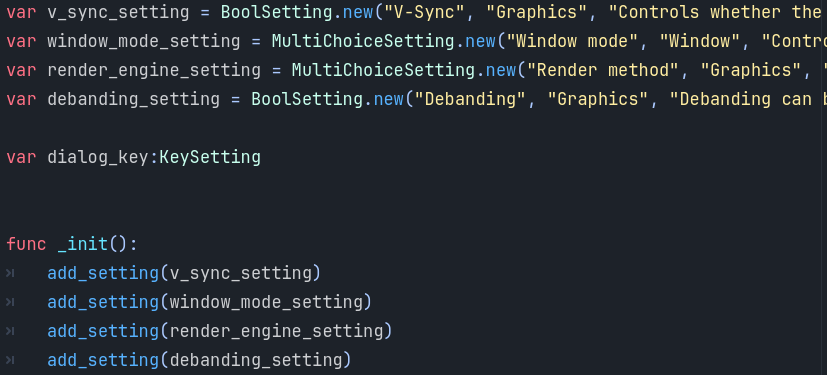 var v_sync_setting = BoolSetting.new("V-Sync", "Graphics", "Controls whether the
var window_mode_setting = MultiChoiceSetting.new("Window mode", "Window", "Contro
var render_engine_setting = MultiChoiceSetting.new("Render method", "Graphics", "
var debanding_setting = BoolSetting.new("Debanding", "Graphics", "Debanding can b
var dialog_key:KeySetting
func _init():
add_setting(v_sync_setting)
add_setting(window_mode_setting)
add_setting(render_engine_setting)
add_setting(debanding_setting)